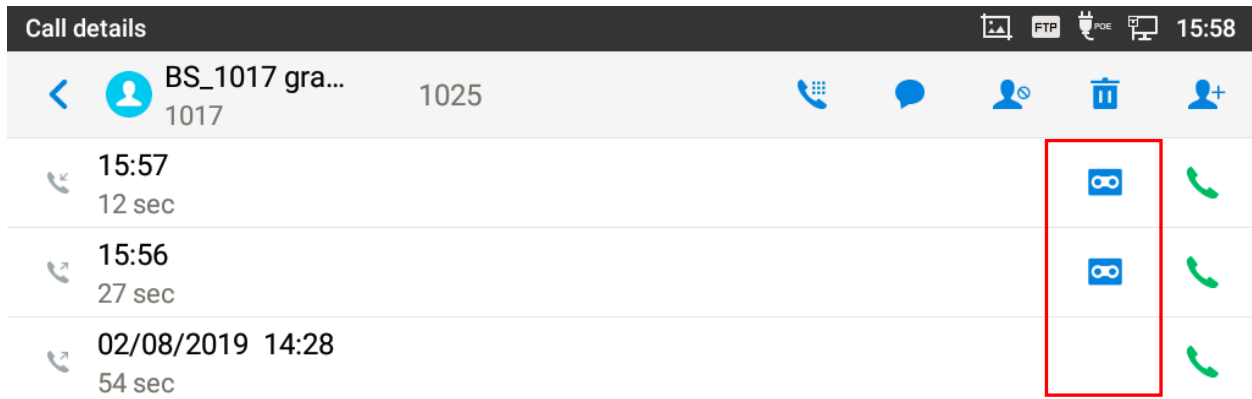 Call details FTP POE 15:58
BS_1017 gra... 1025
1017
15:57
12 sec
15:56
27 sec
02/08/2019 14:28
54 sec